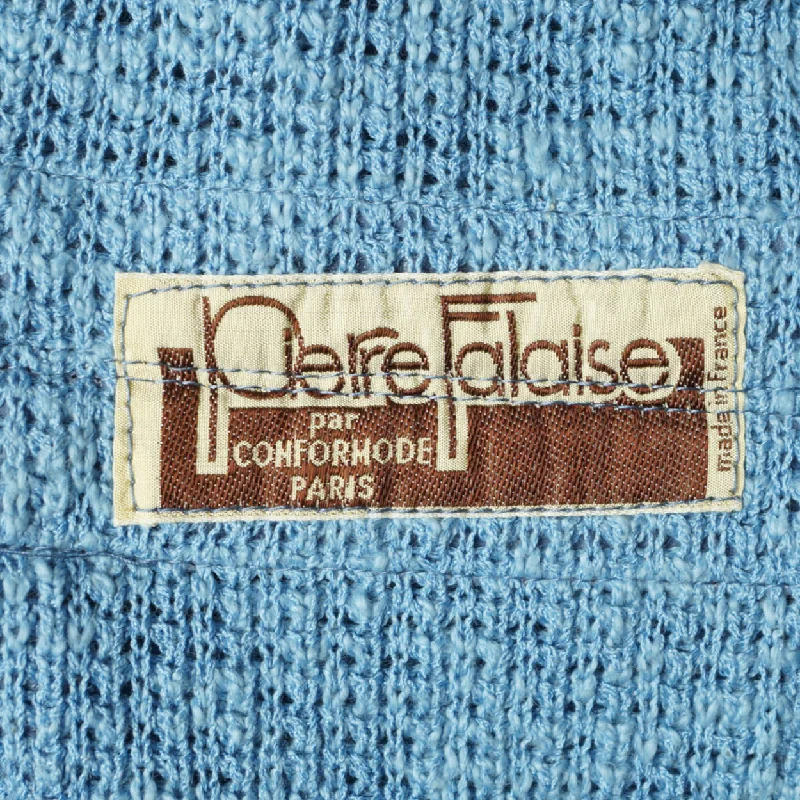 Pierre Falaise
par
CONFORMODE
PARIS
made in france